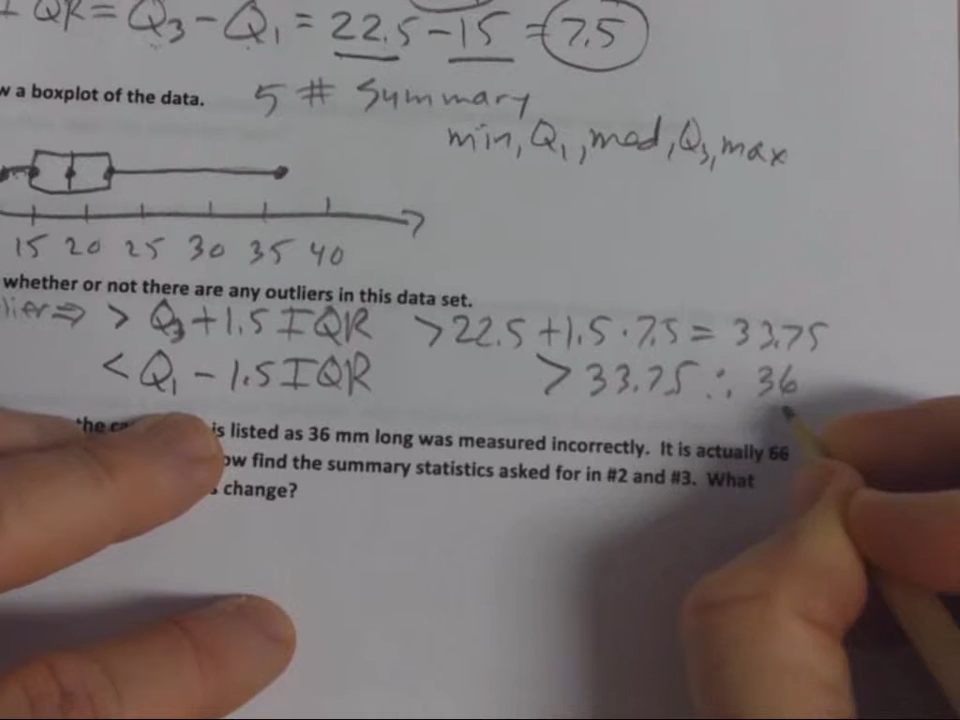 IQR = Q3 - Q1 = 22.5 - 15 = 7.5
w a boxplot of the data. 5 # Summary
min, Q1, med, Q3, max
15 20 25 30 35 40
whether or not there are any outliers in this data set.
lier ⇒ > Q3 + 1.5 IQR > 22.5 + 1.5 · 7.5 = 33.75
< Q1 - 1.5 IQR > 33.75 ∴ 36
the is listed as 36 mm long was measured incorrectly. It is actually 66
ow find the summary statistics asked for in #2 and #3. What
change?